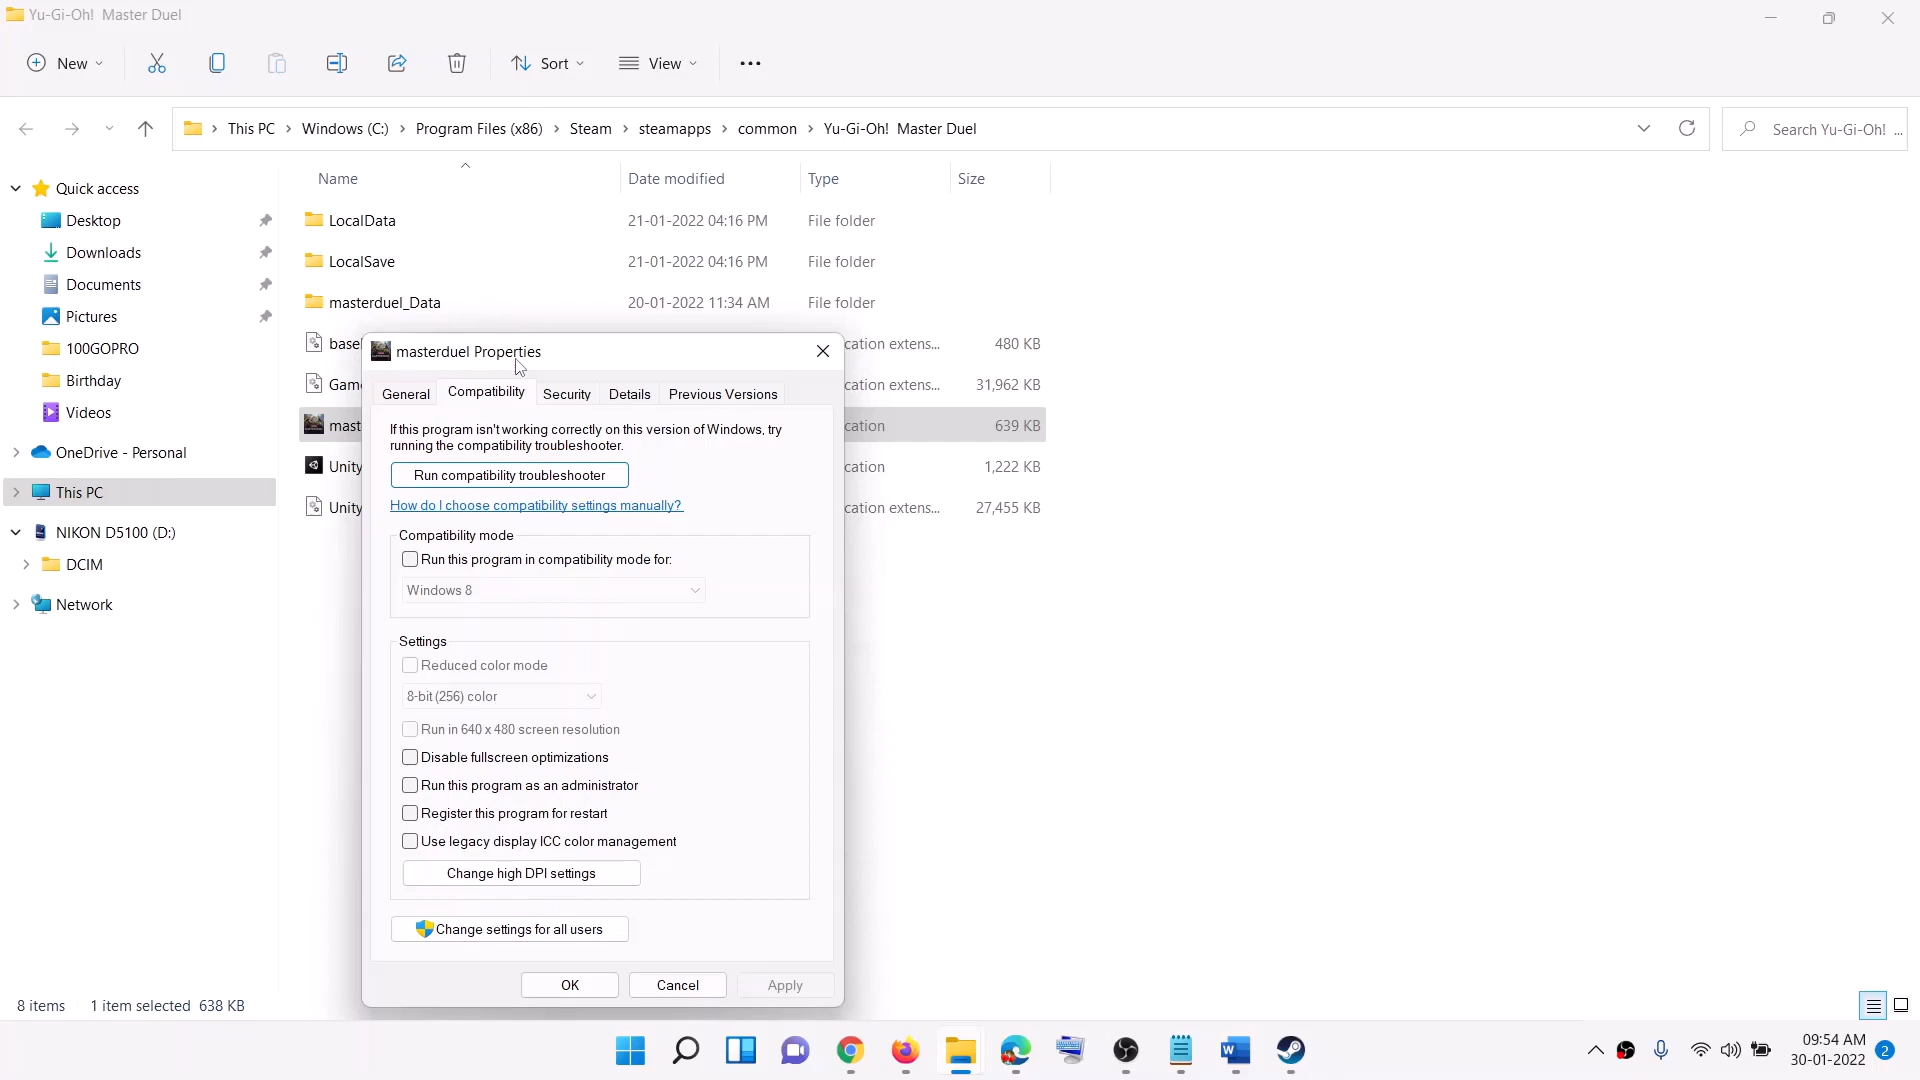 Yu-Gi-Oh!  Master Duel
New
Sort
View
This PC
Windows (C:)
Program Files (x86)
Steam
steamapps
common
Yu-Gi-Oh!  Master Duel
Search Yu-Gi-Oh! ...
Name
Date modified
Type
Size
Quick access
Desktop
Downloads
Documents
Pictures
100GOPRO
Birthday
Videos
OneDrive - Personal
This PC
NIKON D5100 (D:)
DCIM
Network
LocalData 21-01-2022 04:16 PM File folder
LocalSave 21-01-2022 04:16 PM File folder
masterduel_Data 20-01-2022 11:34 AM File folder
base cation extens... 480 KB
Game cation extens... 31,962 KB
mast cation 639 KB
Unity cation 1,222 KB
Unity cation extens... 27,455 KB
masterduel Properties
General
Compatibility
Security
Details
Previous Versions
If this program isn't working correctly on this version of Windows, try
running the compatibility troubleshooter.
Run compatibility troubleshooter
How do I choose compatibility settings manually?
Compatibility mode
Run this program in compatibility mode for:
Windows 8
Settings
Reduced color mode
8-bit (256) color
Run in 640 x 480 screen resolution
Disable fullscreen optimizations
Run this program as an administrator
Register this program for restart
Use legacy display ICC color management
Change high DPI settings
Change settings for all users
OK
Cancel
Apply
8 items
1 item selected  638 KB
09:54 AM
30-01-2022
2